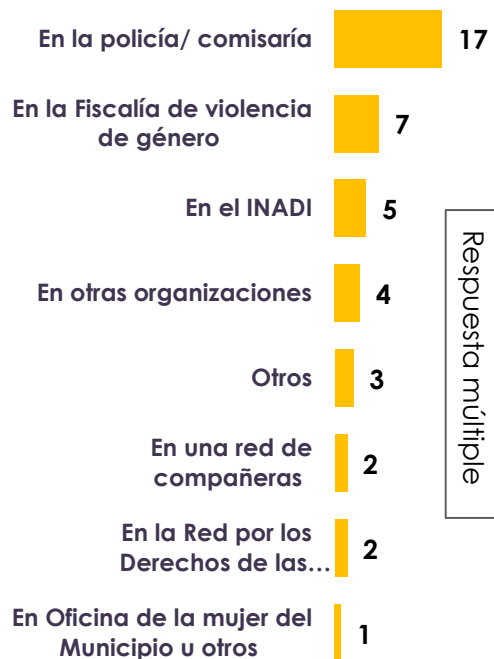 En la policía/ comisaría 17
En la Fiscalía de violencia
de género 7
En el INADI 5
En otras organizaciones 4
Otros 3
En una red de
compañeras 2
En la Red por los
Derechos de las… 2
En Oficina de la mujer del
Municipio u otros 1
Respuesta múltiple